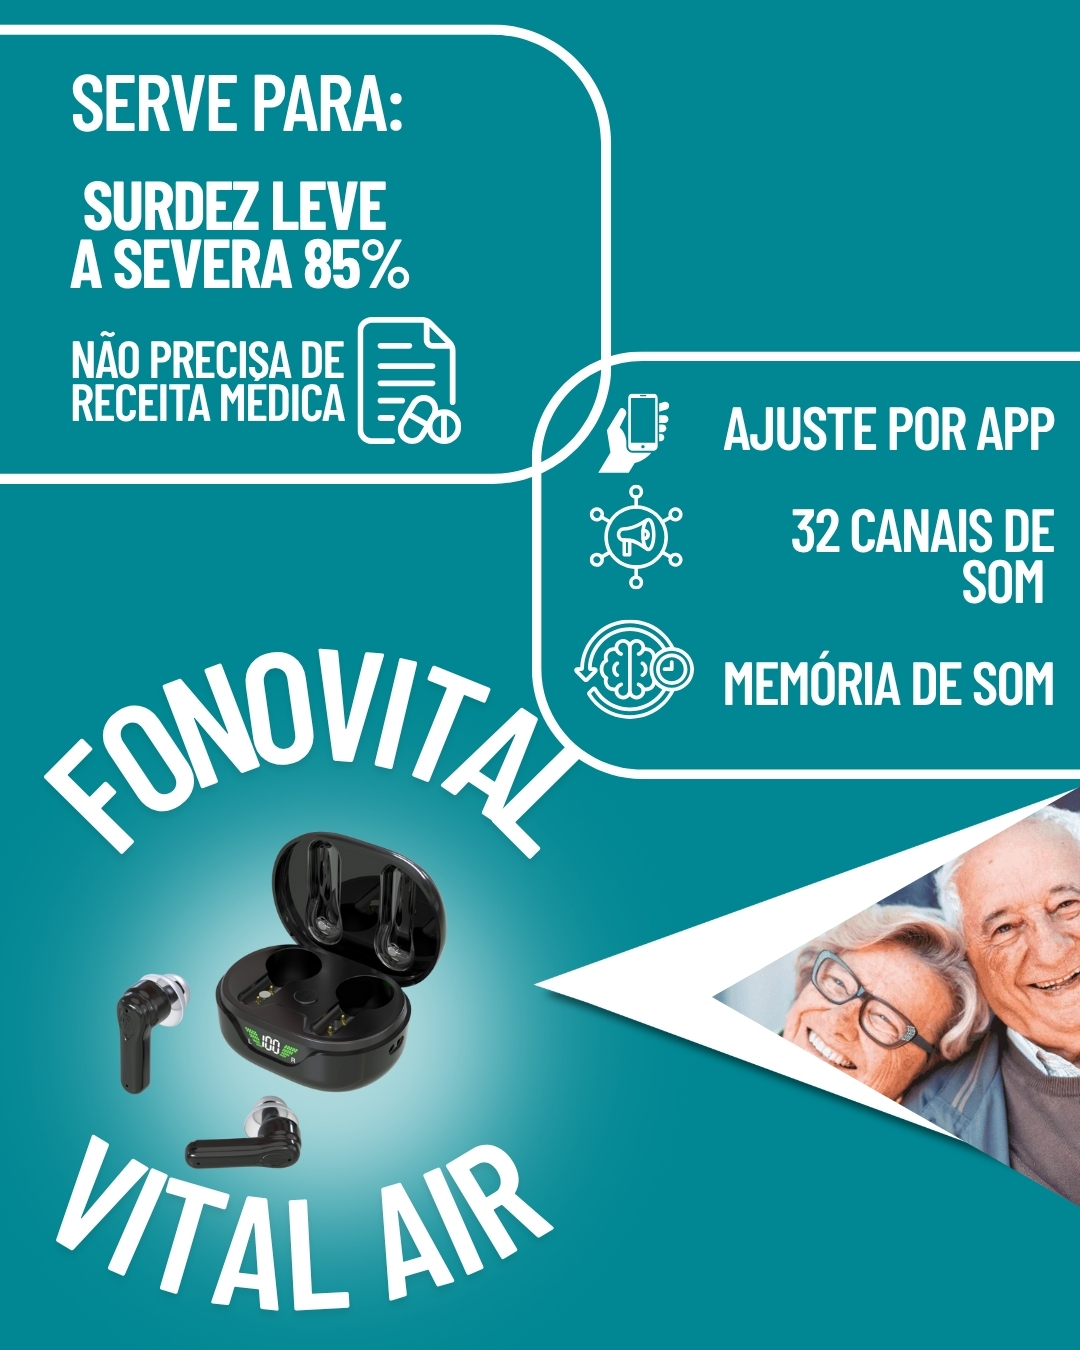 SERVE PARA:
SURDEZ LEVE
A SEVERA 85%
NÃO PRECISA DE
RECEITA MÉDICA
AJUSTE POR APP
32 CANAIS DE
SOM
MEMÓRIA DE SOM
FONOVITAL
L 100 R
VITAL AIR